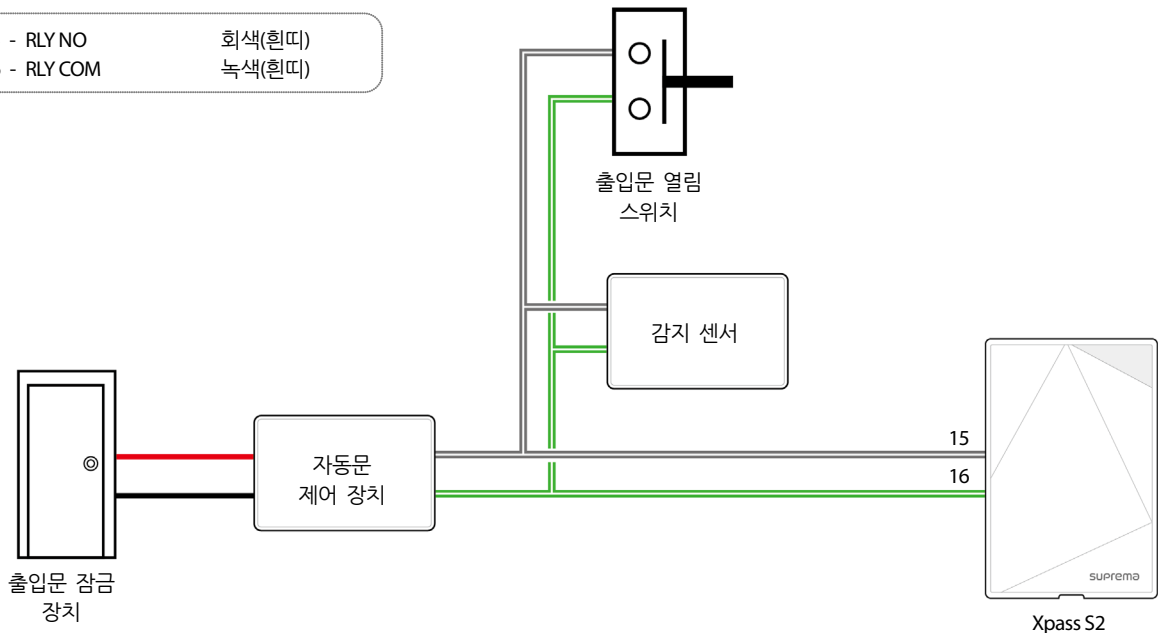 - RLY NO 회색(흰띠)
- RLY COM 녹색(흰띠)
출입문 열림
스위치
감지 센서
15
자동문
제어 장치
16
suprema
출입문 잠금
장치
Xpass S2